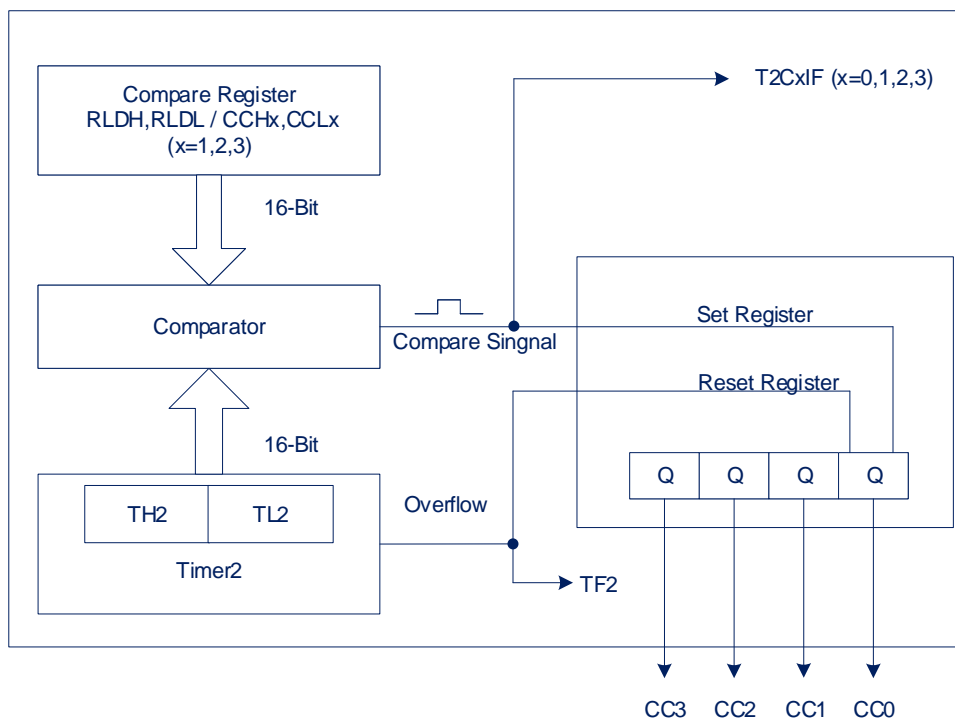 Compare Register
RLDH,RLDL / CCHx,CCLx
(x=1,2,3)
T2CxIF (x=0,1,2,3)
16-Bit
Comparator
Compare Singnal
Set Register
Reset Register
16-Bit
TH2
TL2
Timer2
Overflow
TF2
Q
Q
Q
Q
CC3
CC2
CC1
CC0